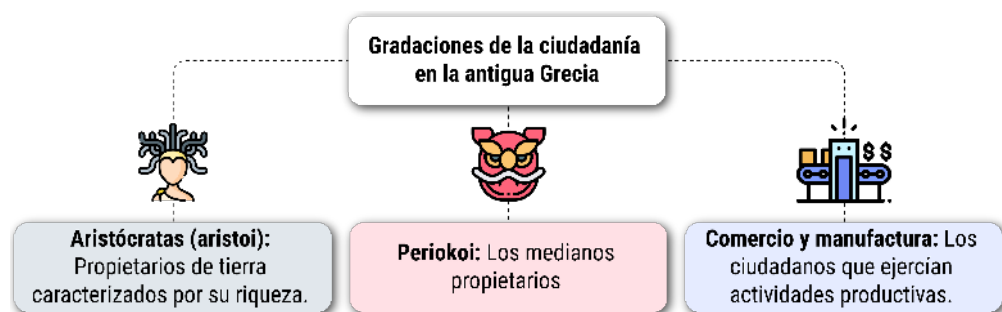 Gradaciones de la ciudadanía
en la antigua Grecia
$ $
Aristócratas (aristoi):
Propietarios de tierra
caracterizados por su riqueza.
Periokoi: Los medianos
propietarios
Comercio y manufactura: Los
ciudadanos que ejercían
actividades productivas.